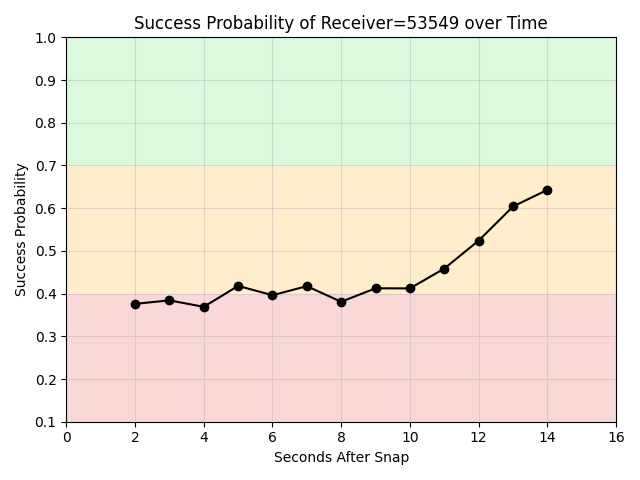 Success Probability of Receiver=53549 over Time
1.0
0.9
0.8
0.7
0.6
0.5
0.4
0.3
0.2
0.1
Success Probability
0 2 4 6 8 10 12 14 16
Seconds After Snap